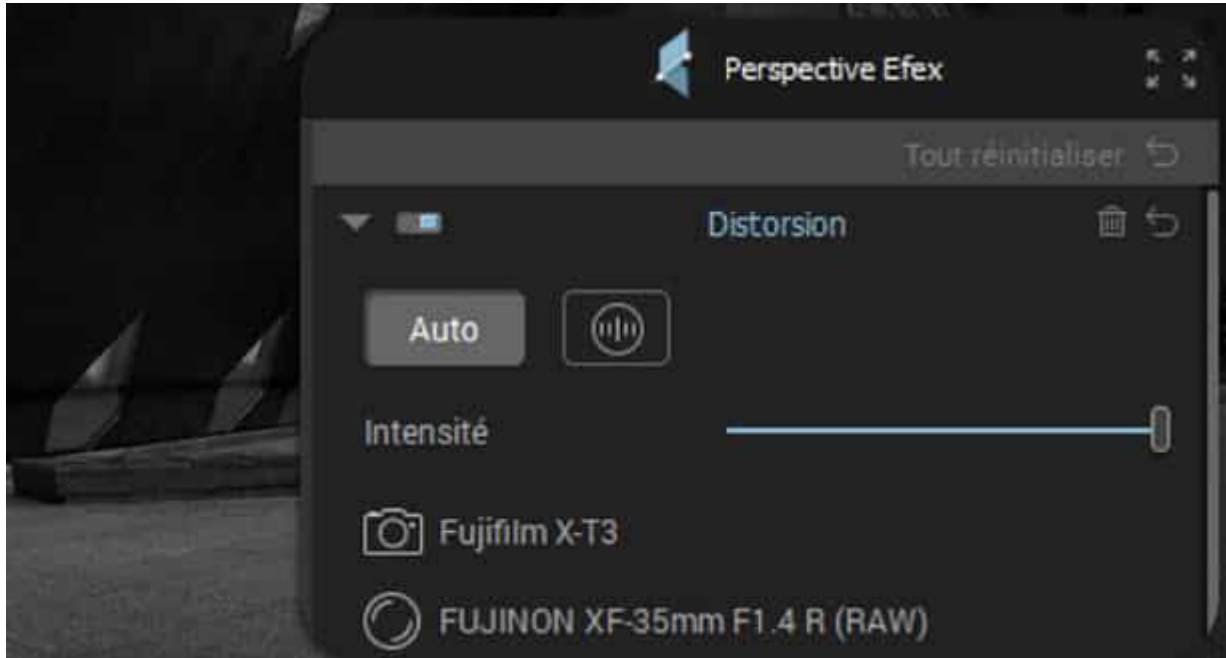 Perspective Efex
Tout réinitialiser
Distorsion
Auto
Intensité
Fujifilm X-T3
FUJINON XF-35mm F1.4 R (RAW)